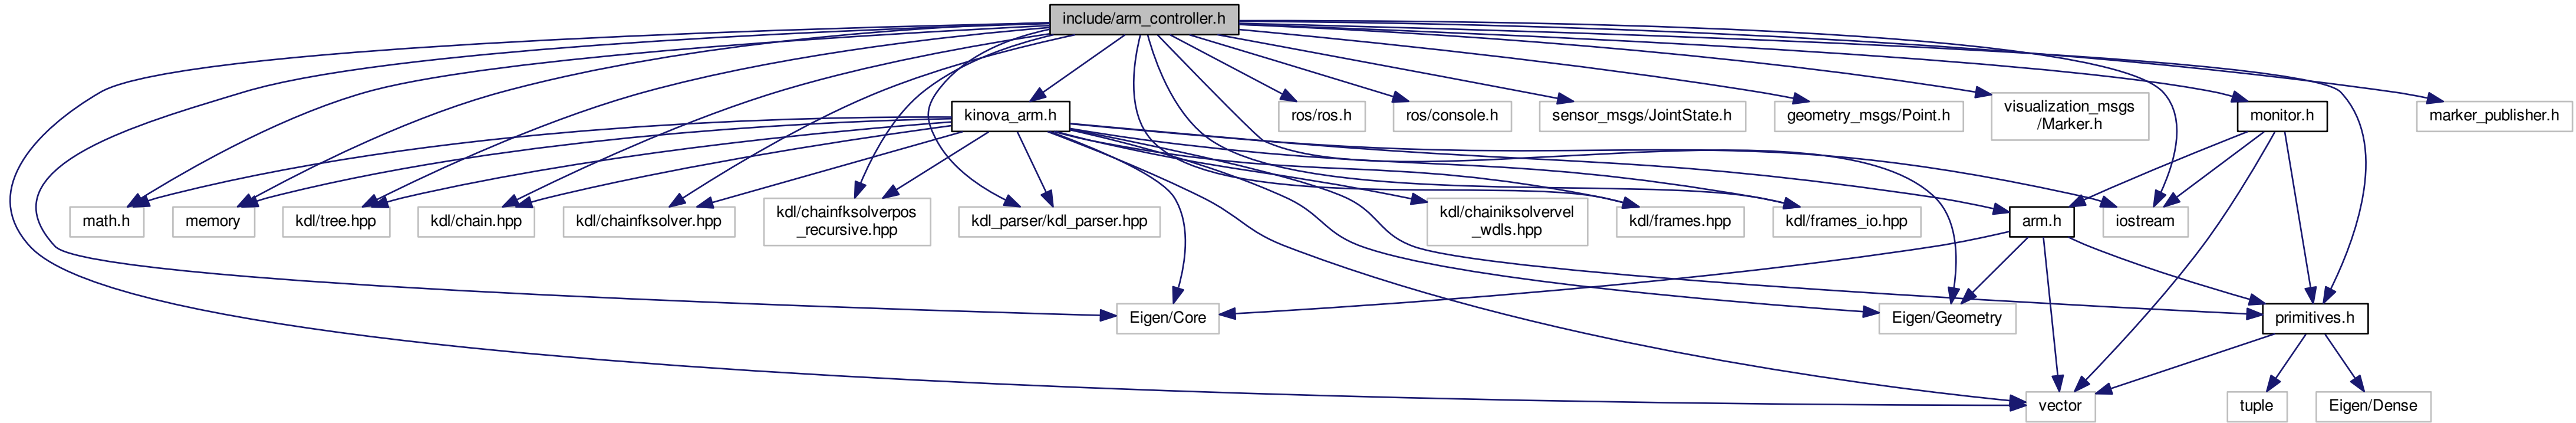 include/arm_controller.h
kinova_arm.h
ros/ros.h
ros/console.h
sensor_msgs/JointState.h
geometry_msgs/Point.h
visualization_msgs
/Marker.h
monitor.h
marker_publisher.h
math.h
memory
kdl/tree.hpp
kdl/chain.hpp
kdl/chainfksolver.hpp
kdl/chainfksolverpos
_recursive.hpp
kdl_parser/kdl_parser.hpp
kdl/chainiksolvervel
_wdls.hpp
kdl/frames.hpp
kdl/frames_io.hpp
arm.h
iostream
Eigen/Core
Eigen/Geometry
primitives.h
vector
tuple
Eigen/Dense